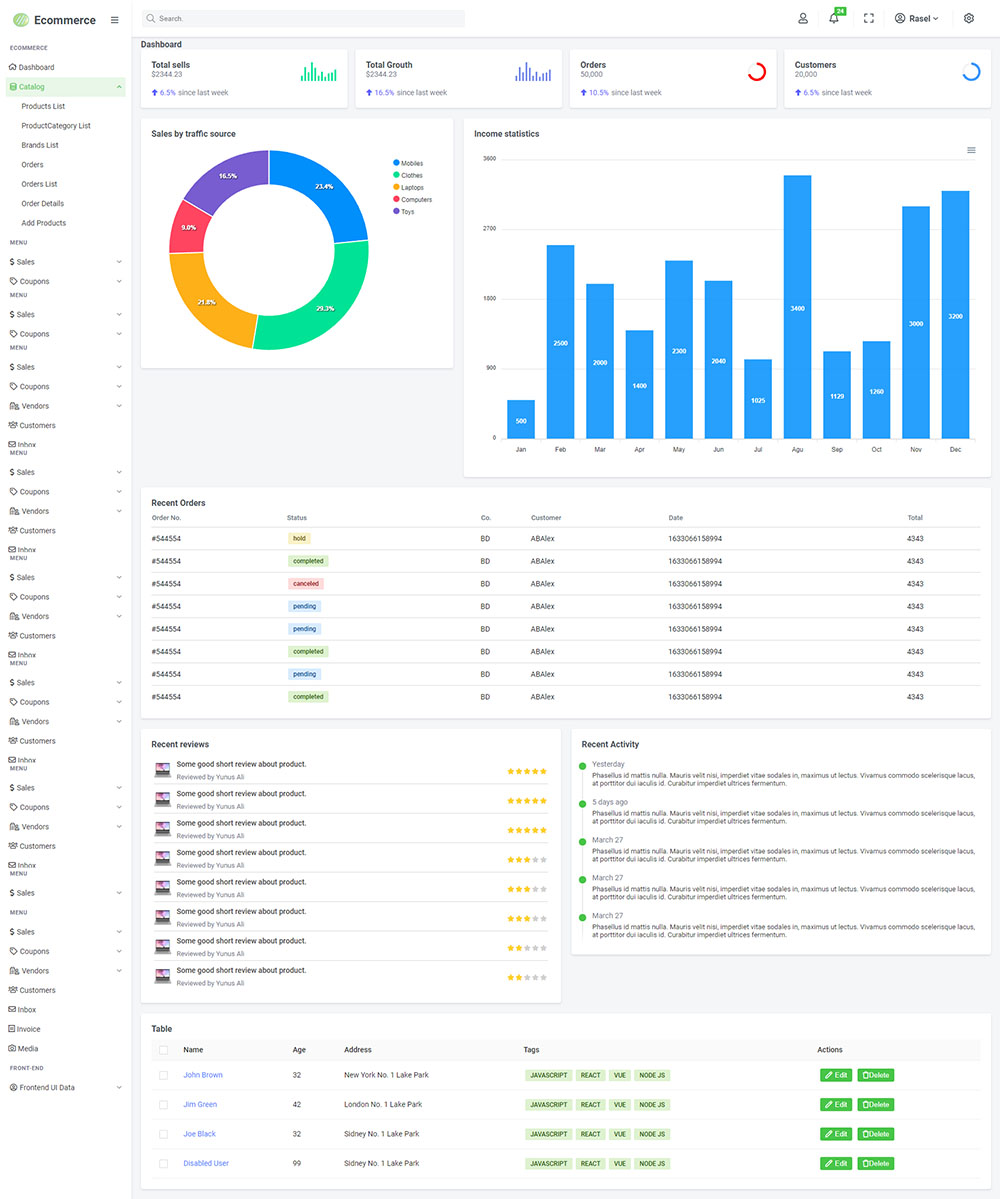 Ecommerce
Search.
24
Rasel
ECOMMERCE
Dashboard
Catalog
Products List
ProductCategory List
Brands List
Orders
Orders List
Order Details
Add Products
MENU
Sales
Coupons
MENU
Sales
Coupons
MENU
Sales
Coupons
Vendors
Customers
Inbox
MENU
Sales
Coupons
Vendors
Customers
Inbox
MENU
Sales
Coupons
Vendors
Customers
Inbox
MENU
Sales
Coupons
Vendors
Customers
Inbox
MENU
Sales
Coupons
Vendors
Customers
Inbox
MENU
Sales
MENU
Sales
Coupons
Vendors
Customers
Inbox
Invoice
Media
FRONT-END
Frontend UI Data
Dashboard
Total sells
$2344.23
6.5% since last week
Total Grouth
$2344.23
16.5% since last week
Orders
50,000
10.5% since last week
Customers
20,000
6.5% since last week
Sales by traffic source
16.5%
23.4%
9.0%
21.8%
29.3%
Mobiles
Clothes
Laptops
Computers
Toys
Income statistics
3600
2700
1800
900
0
500
2500
2000
1400
2300
2040
1025
3400
1129
1260
3000
3200
Jan Feb Mar Apr May Jun Jul Agu Sep Oct Nov Dec
Recent Orders
Order No. Status Co. Customer Date Total
#544554 hold BD ABAlex 1633066158994 4343
#544554 completed BD ABAlex 1633066158994 4343
#544554 canceled BD ABAlex 1633066158994 4343
#544554 pending BD ABAlex 1633066158994 4343
#544554 pending BD ABAlex 1633066158994 4343
#544554 completed BD ABAlex 1633066158994 4343
#544554 pending BD ABAlex 1633066158994 4343
#544554 completed BD ABAlex 1633066158994 4343
Recent reviews
Some good short review about product.
Reviewed by Yunus Ali
Some good short review about product.
Reviewed by Yunus Ali
Some good short review about product.
Reviewed by Yunus Ali
Some good short review about product.
Reviewed by Yunus Ali
Some good short review about product.
Reviewed by Yunus Ali
Some good short review about product.
Reviewed by Yunus Ali
Some good short review about product.
Reviewed by Yunus Ali
Some good short review about product.
Reviewed by Yunus Ali
Recent Activity
Yesterday
Phasellus id mattis nulla. Mauris velit nisi, imperdiet vitae sodales in, maximus ut lectus. Vivamus commodo scelerisque lacus,
at porttitor dui iaculis id. Curabitur imperdiet ultrices fermentum.
5 days ago
Phasellus id mattis nulla. Mauris velit nisi, imperdiet vitae sodales in, maximus ut lectus. Vivamus commodo scelerisque lacus,
at porttitor dui iaculis id. Curabitur imperdiet ultrices fermentum.
March 27
Phasellus id mattis nulla. Mauris velit nisi, imperdiet vitae sodales in, maximus ut lectus. Vivamus commodo scelerisque lacus,
at porttitor dui iaculis id. Curabitur imperdiet ultrices fermentum.
March 27
Phasellus id mattis nulla. Mauris velit nisi, imperdiet vitae sodales in, maximus ut lectus. Vivamus commodo scelerisque lacus,
at porttitor dui iaculis id. Curabitur imperdiet ultrices fermentum.
March 27
Phasellus id mattis nulla. Mauris velit nisi, imperdiet vitae sodales in, maximus ut lectus. Vivamus commodo scelerisque lacus,
at porttitor dui iaculis id. Curabitur imperdiet ultrices fermentum.
Table
Name Age Address Tags Actions
John Brown 32 New York No. 1 Lake Park JAVASCRIPT REACT VUE NODE JS Edit Delete
Jim Green 42 London No. 1 Lake Park JAVASCRIPT REACT VUE NODE JS Edit Delete
Joe Black 32 Sidney No. 1 Lake Park JAVASCRIPT REACT VUE NODE JS Edit Delete
Disabled User 99 Sidney No. 1 Lake Park JAVASCRIPT REACT VUE NODE JS Edit Delete